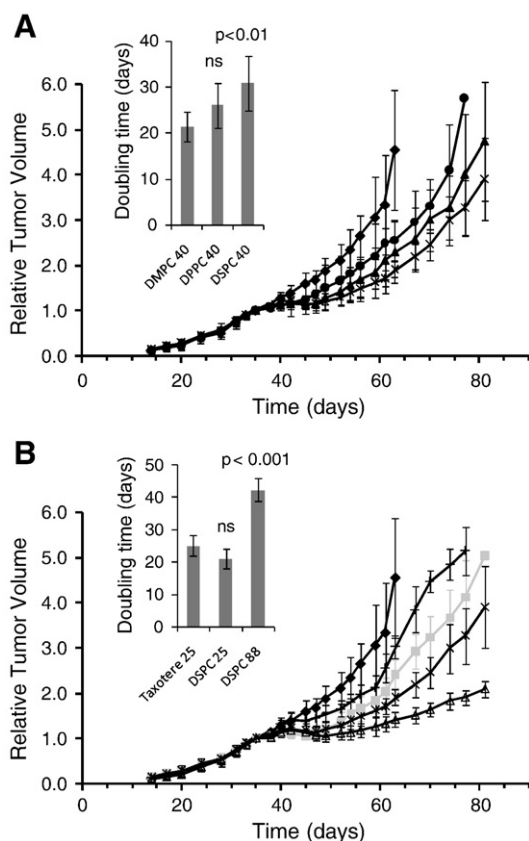 A
p<0.01
ns
Doubling time (days)
40
30
20
10
0
DMPC 40
DPPC 40
DSPC 40
Relative Tumor Volume
6.0
5.0
4.0
3.0
2.0
1.0
0.0
0
20
40
60
80
Time (days)
B
p< 0.001
ns
Doubling time (days)
50
40
30
20
10
0
Taxotere 25
DSPC 25
DSPC 88
Relative Tumor Volume
6.0
5.0
4.0
3.0
2.0
1.0
0.0
0
20
40
60
80
Time (days)